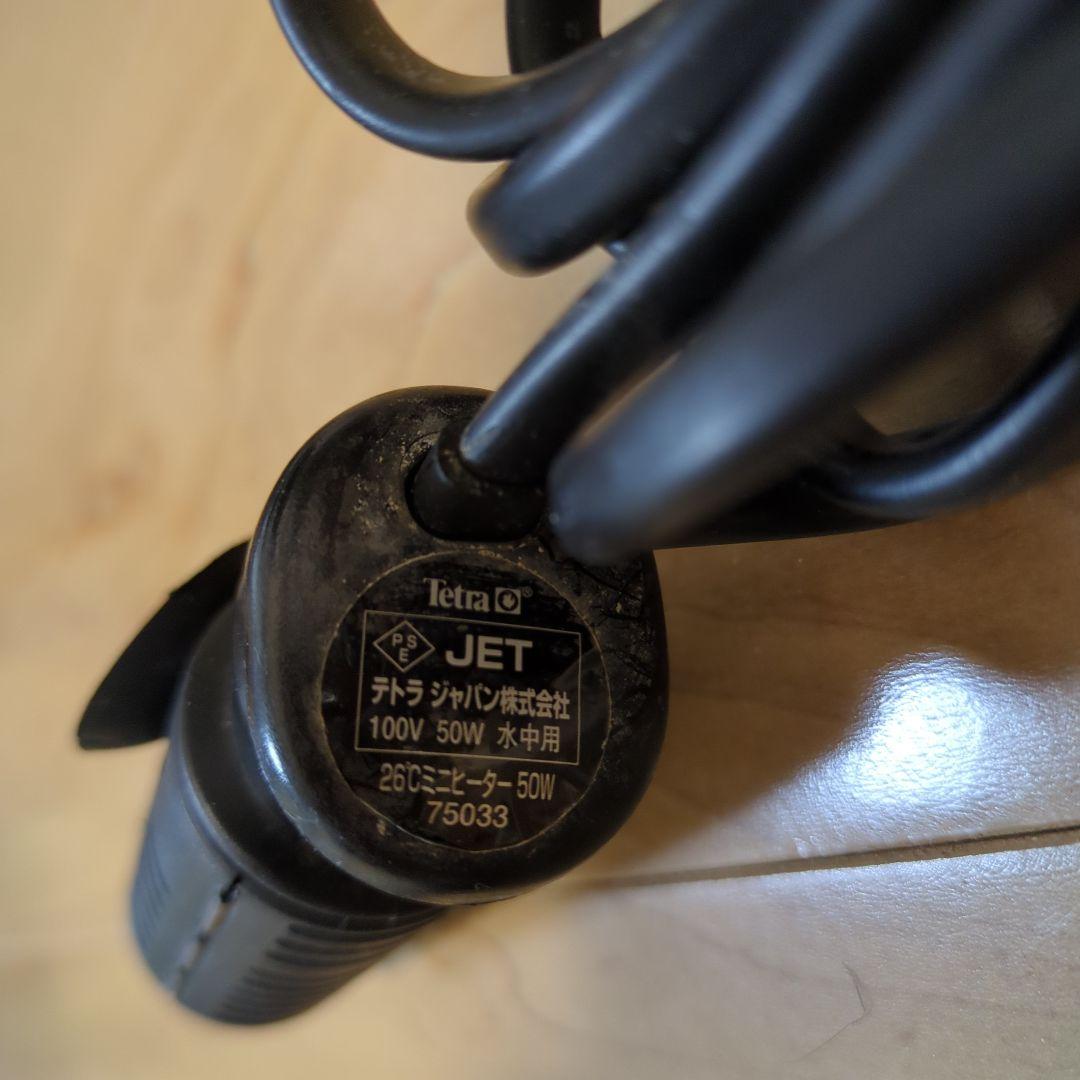 Tetra®
PSE JET
テトラ ジャパン株式会社
100V 50W 水中用
26℃ミニヒーター 50W
75033